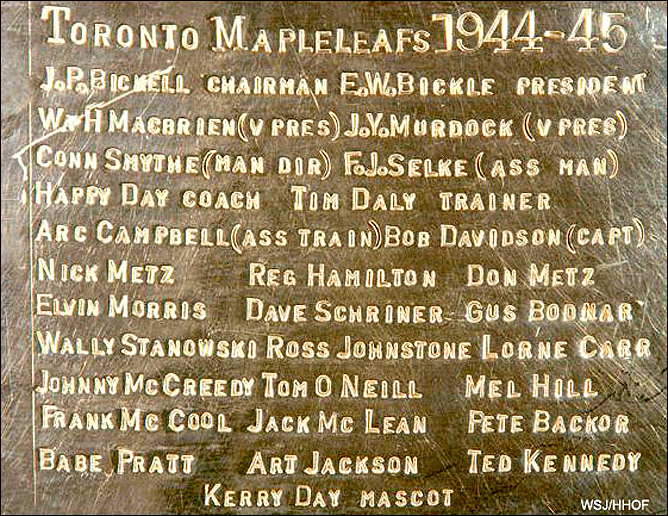 TORONTO MAPLELEAFS 1944-45
J.P.BICKELL CHAIRMAN E.W.BICKLE PRESIDENT
W.H MACBRIEN (V PRES) J.Y.MURDOCK (V PRES)
CONN SMYTHE (MAN DIR) F.J.SELKE (ASS MAN)
HAPPY DAY COACH TIM DALY TRAINER
ARC CAMPBELL (ASS TRAIN) BOB DAVIDSON (CAPT)
NICK METZ REG HAMILTON DON METZ
ELVIN MORRIS DAVE SCHRINER GUS BODNAR
WALLY STANOWSKI ROSS JOHNSTONE LORNE CARR
JOHNNY MCCREEDY TOM O NEILL MEL HILL
FRANK MC COOL JACK MC LEAN PETE BACKOR
BABE PRATT ART JACKSON TED KENNEDY
KERRY DAY MASCOT
WSJ/HHOF